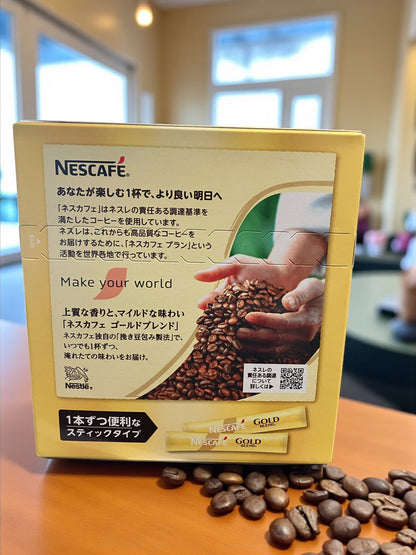 NESCAFÉ®
あなたが楽しむ1杯で、より良い明日へ
「ネスカフェ」はネスレの責任ある調達基準を
満たしたコーヒーを使用しています。
ネスレは、これからも高品質なコーヒーを
お届けするために、「ネスカフェ プラン」という
活動を世界各地で行っています。
Make your world
上質な香りと、マイルドな味わい
「ネスカフェ ゴールドブレンド」
ネスカフェ独自の「挽き豆包み製法」で、
いつでも1杯ずつ、
淹れたての味わいをお届け。
Nestlé®
ネスレの
責任ある調達
について
詳しくは▶
1本ずつ便利な
スティックタイプ
NESCAFÉ GOLD BLEND
NESCAFÉ GOLD BLEND